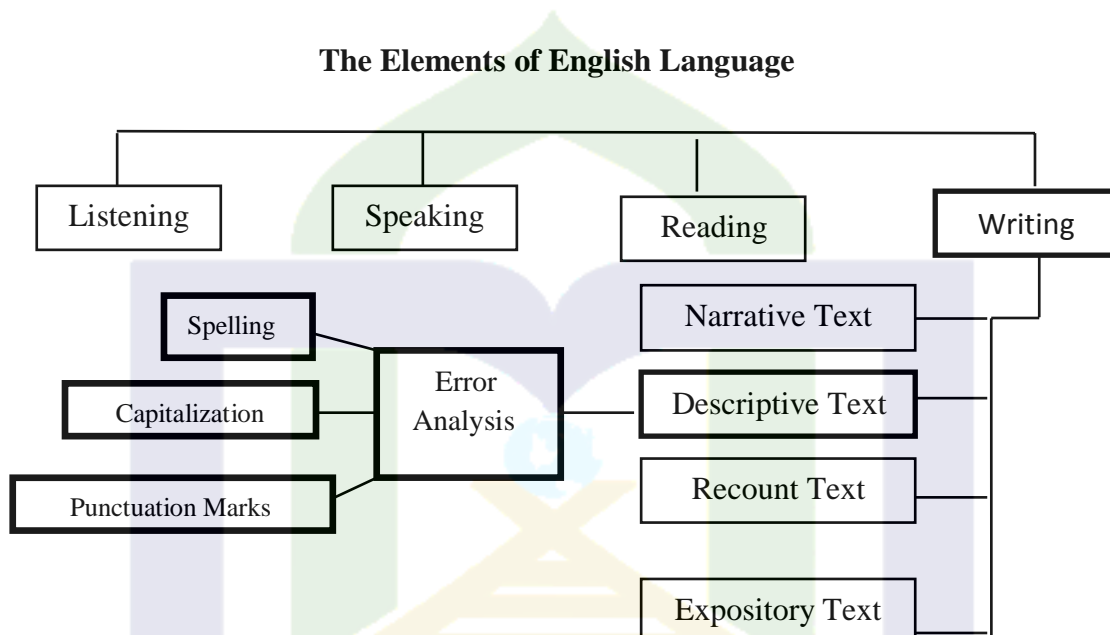 The Elements of English Language
Listening
Speaking
Reading
Writing
Spelling
Capitalization
Punctuation Marks
Error
Analysis
Narrative Text
Descriptive Text
Recount Text
Expository Text